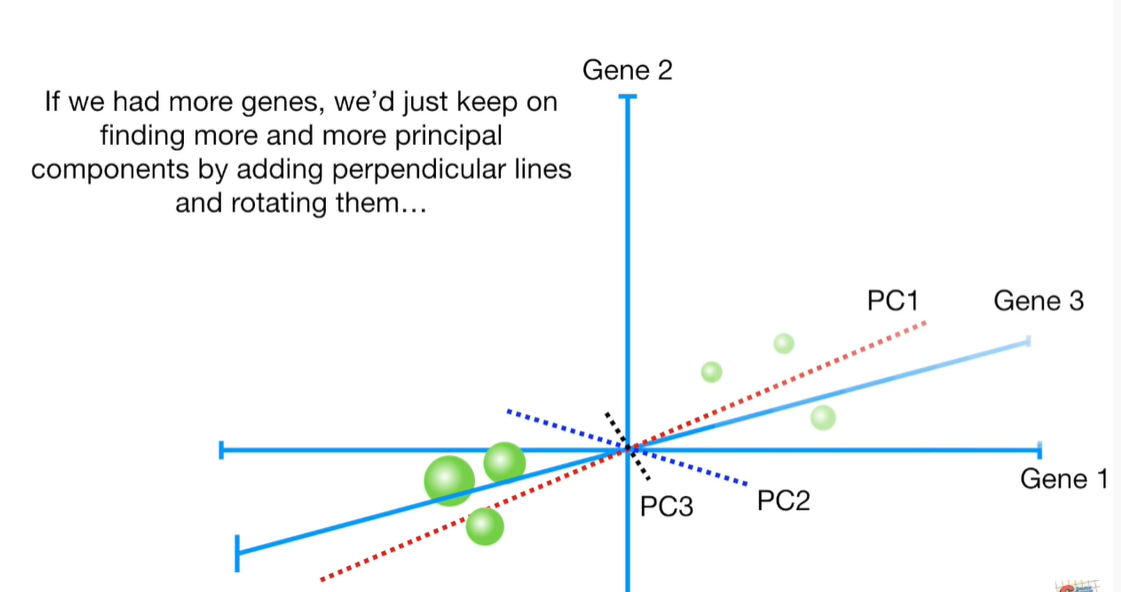 Gene 2
If we had more genes, we’d just keep on
finding more and more principal
components by adding perpendicular lines
and rotating them…
PC1
Gene 3
Gene 1
PC3
PC2